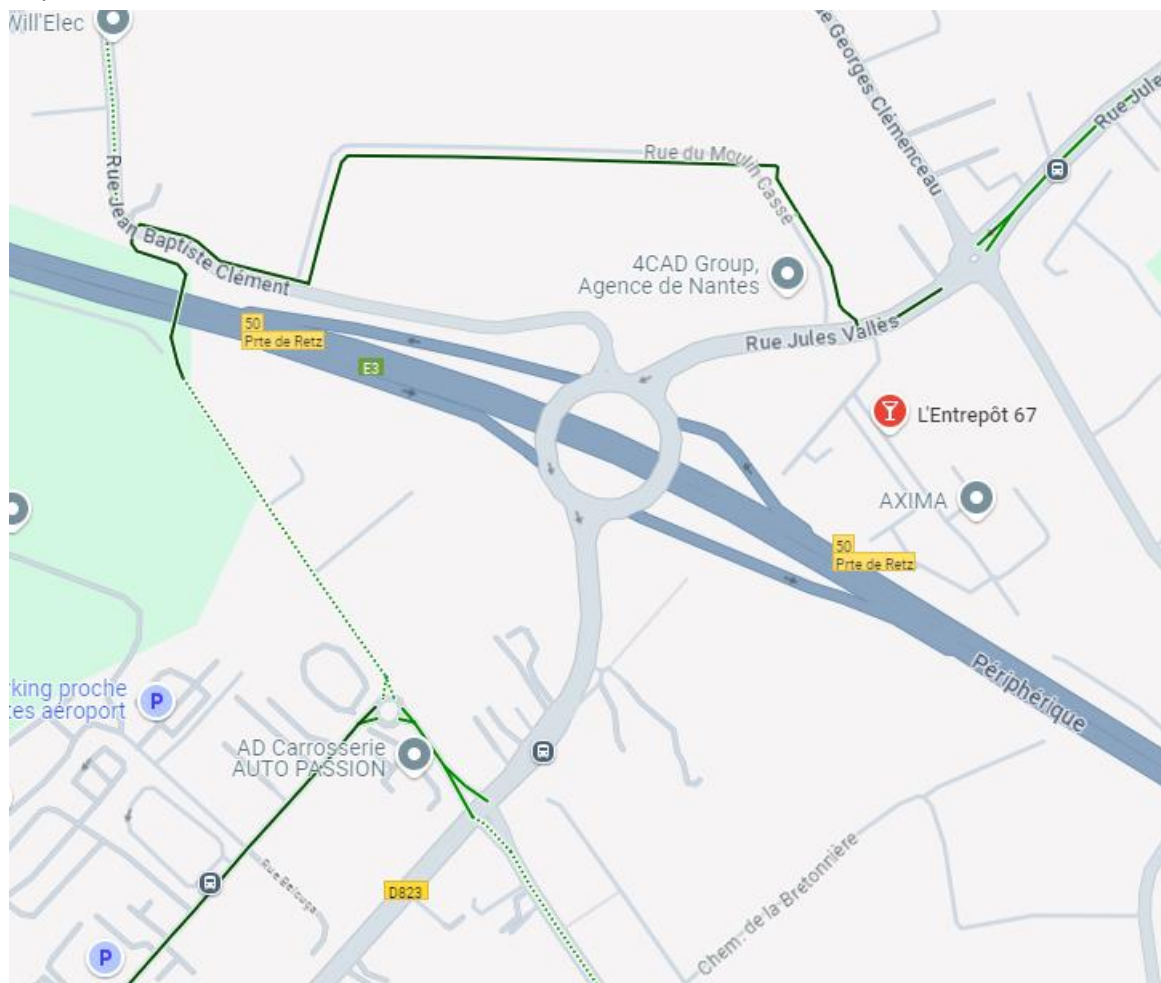 Will'Elec
Rue Georges Clémenceau
Rue Jule
Rue du Moulin Cassé
Rue Jean Baptiste Clément
4CAD Group,
Agence de Nantes
50
Prte de Retz
Rue Jules Vallès
E3
L'Entrepôt 67
AXIMA
50
Prte de Retz
Périphérique
rking proche
tes aéroport
P
AD Carrosserie
AUTO PASSION
Rue Belouga
D823
Chem. de la Bretonnière
P